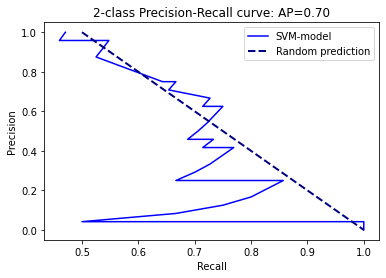 2-class Precision-Recall curve: AP=0.70
SVM-model
Random prediction
Precision
1.0
0.8
0.6
0.4
0.2
0.0
0.5 0.6 0.7 0.8 0.9 1.0
Recall